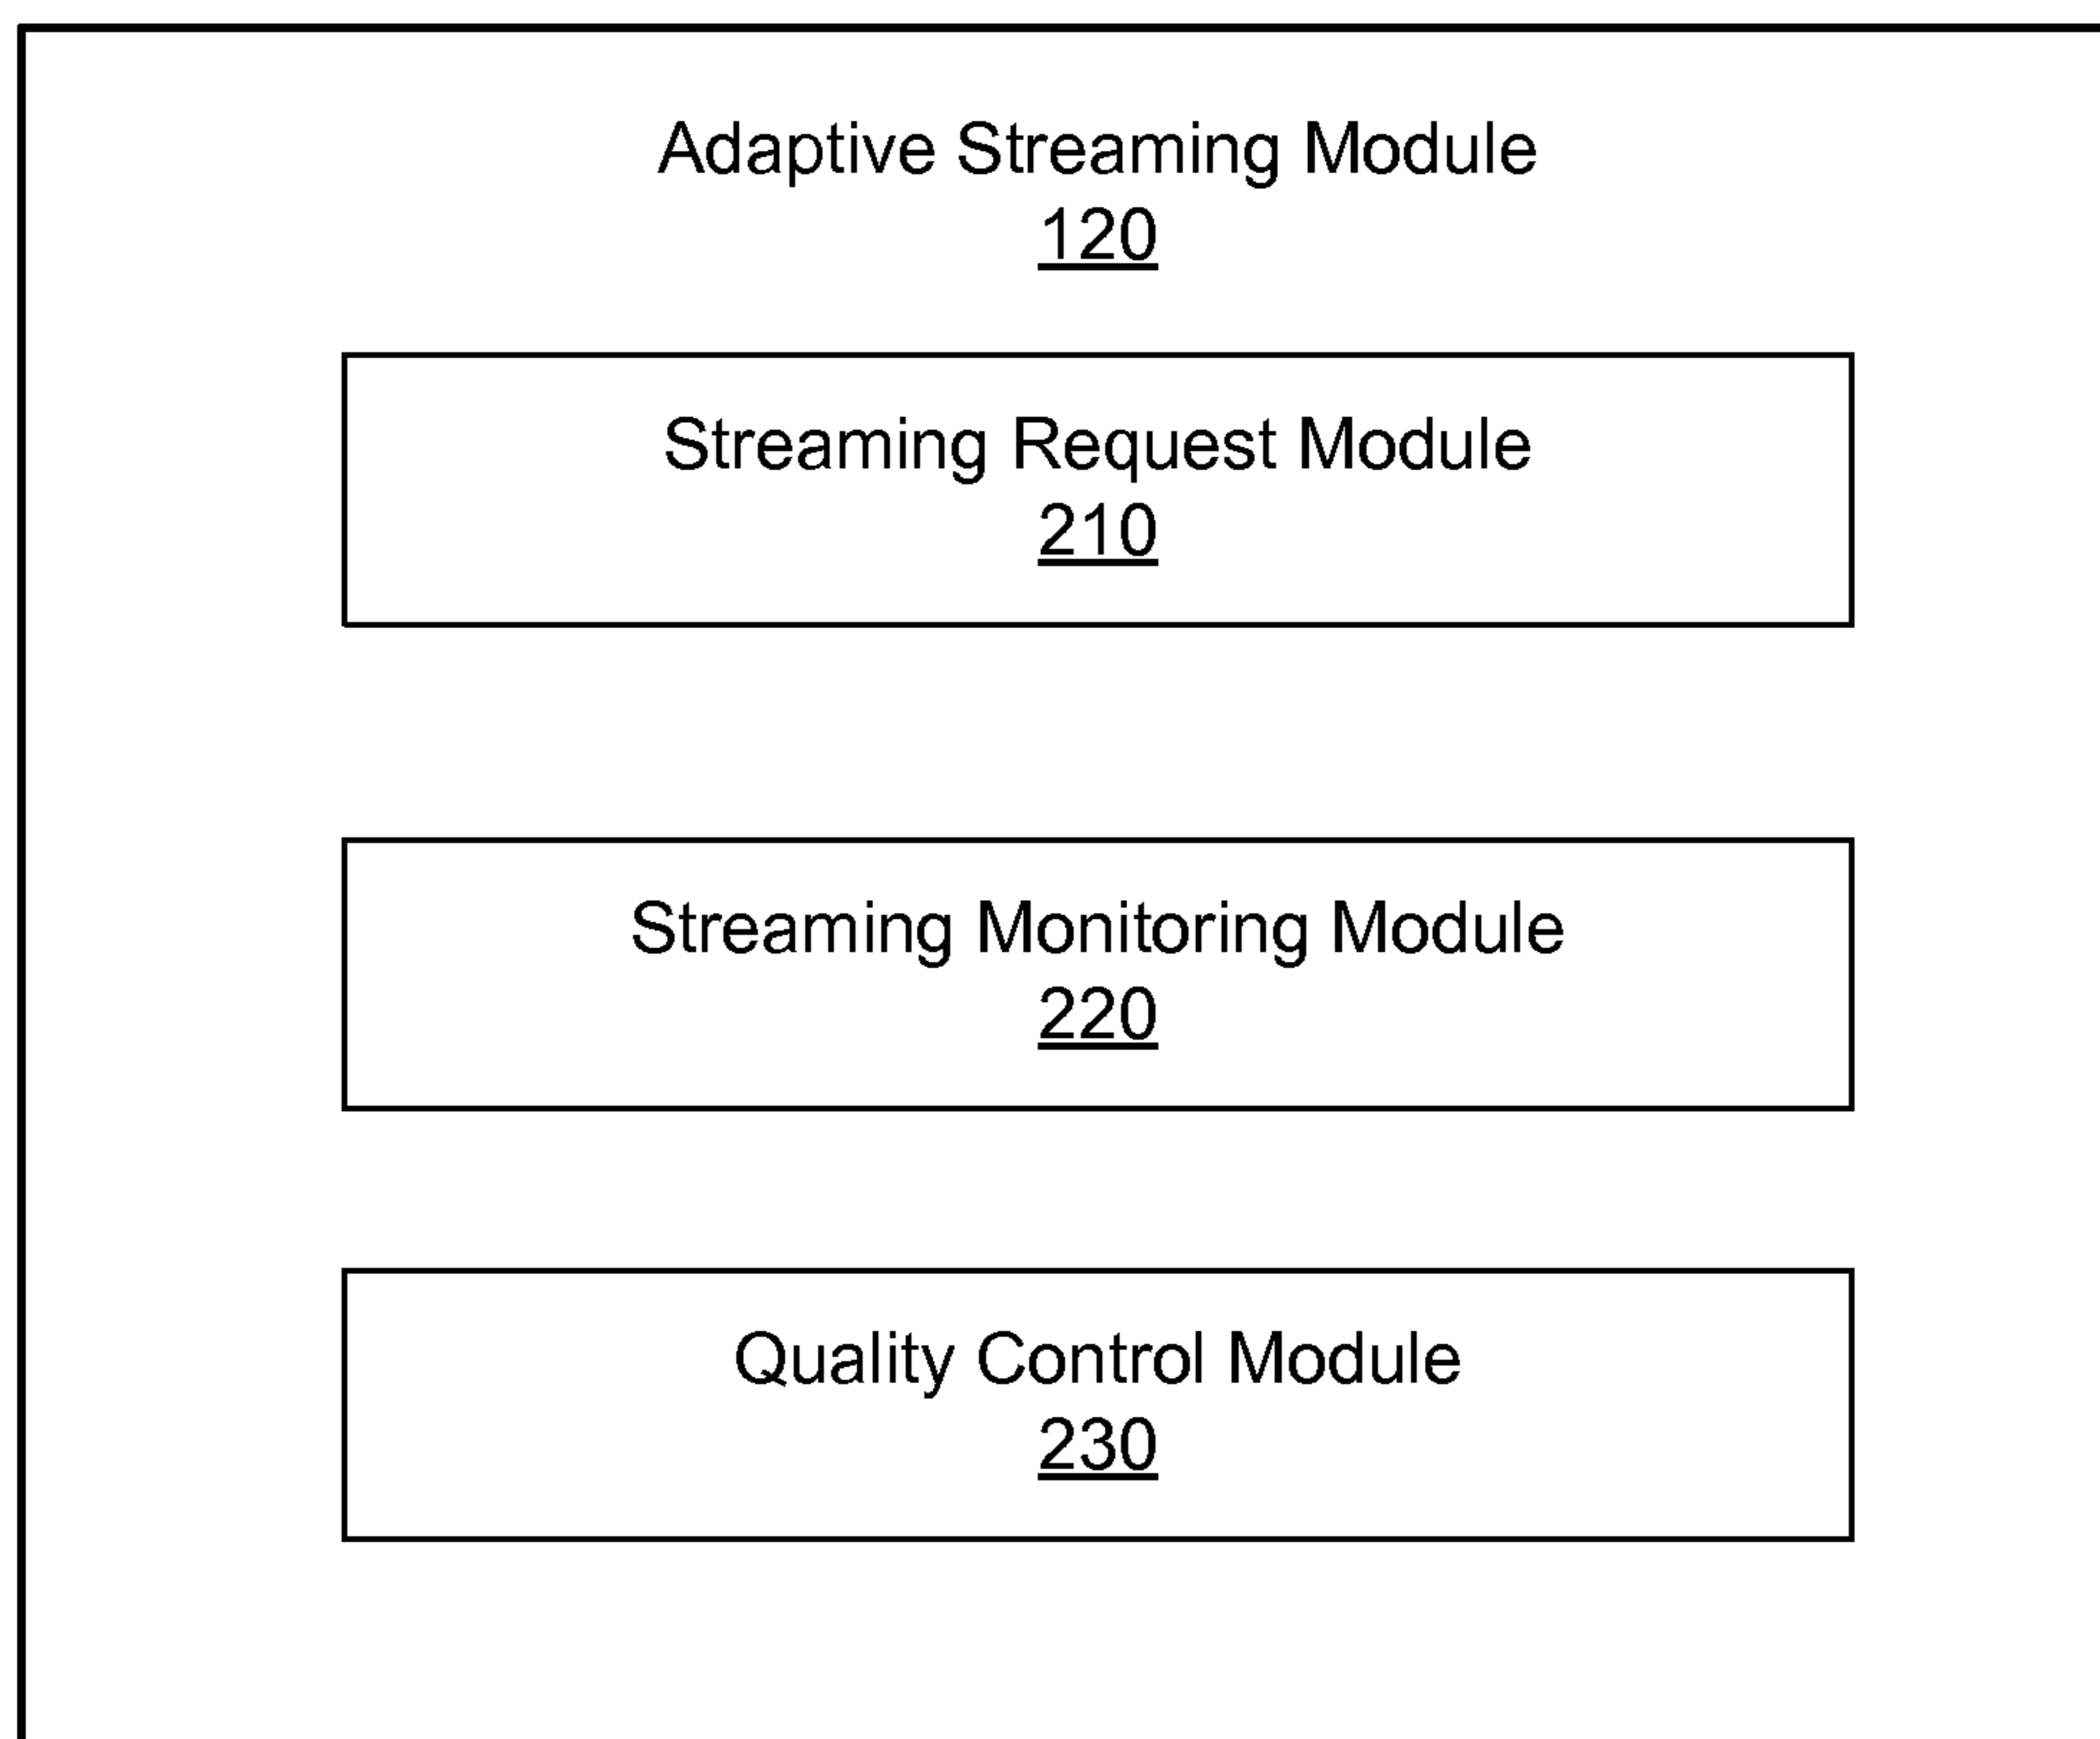 Adaptive Streaming Module
120
Streaming Request Module
210
Streaming Monitoring Module
220
Quality Control Module
230